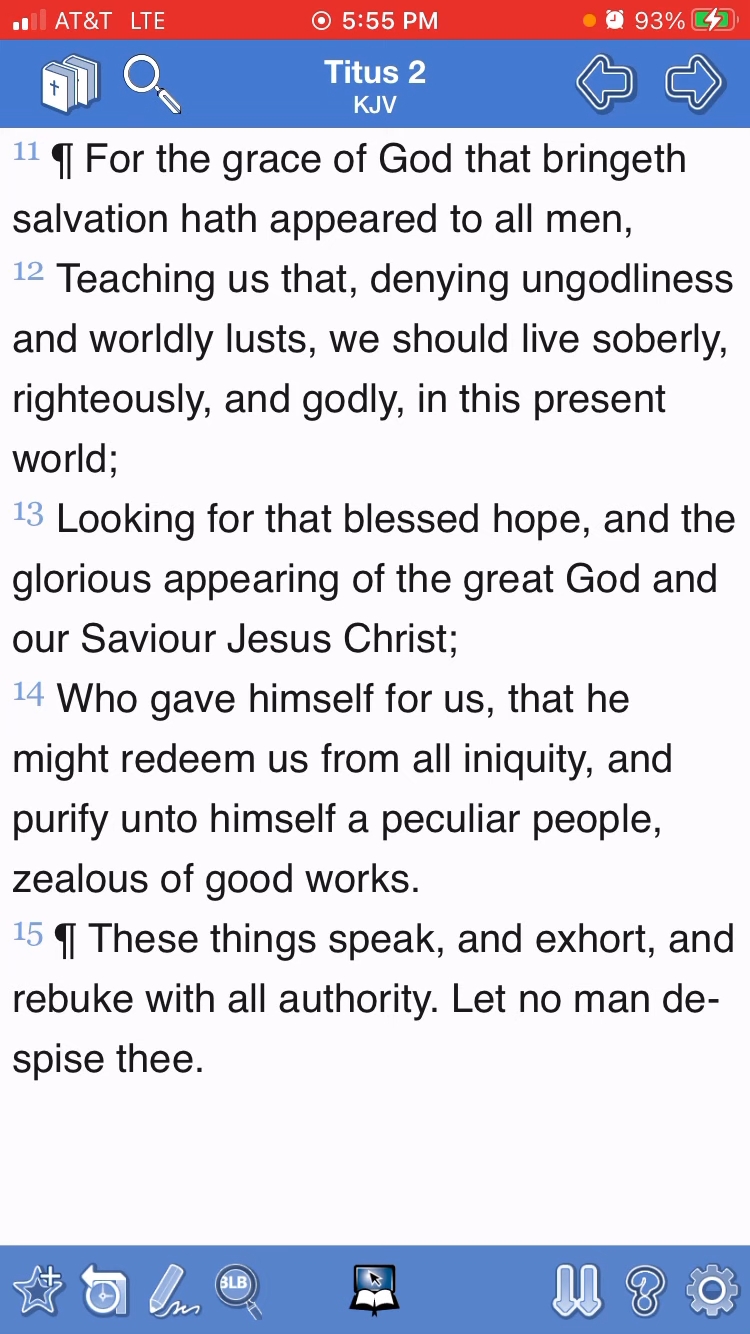 AT&T LTE 5:55 PM 93%
Titus 2
KJV
11 ¶ For the grace of God that bringeth
salvation hath appeared to all men,
12 Teaching us that, denying ungodliness
and worldly lusts, we should live soberly,
righteously, and godly, in this present
world;
13 Looking for that blessed hope, and the
glorious appearing of the great God and
our Saviour Jesus Christ;
14 Who gave himself for us, that he
might redeem us from all iniquity, and
purify unto himself a peculiar people,
zealous of good works.
15 ¶ These things speak, and exhort, and
rebuke with all authority. Let no man de-
spise thee.
BLB